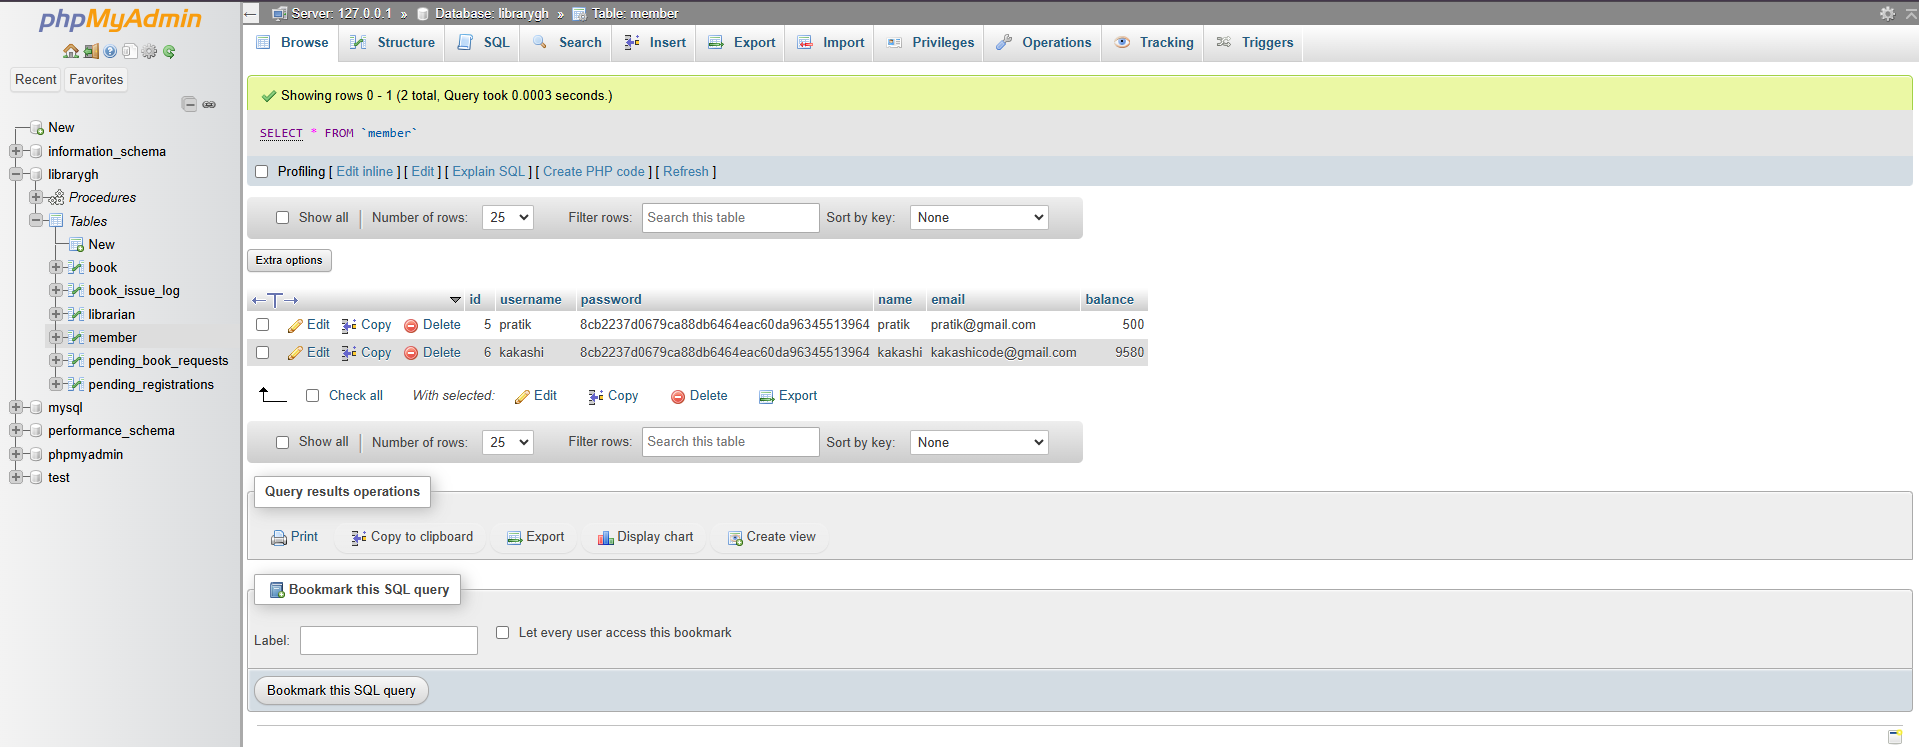 phpMyAdmin
Recent Favorites
New
information_schema
librarygh
Procedures
Tables
New
book
book_issue_log
librarian
member
pending_book_requests
pending_registrations
mysql
performance_schema
phpmyadmin
test
Server: 127.0.0.1 » Database: librarygh » Table: member
Browse Structure SQL Search Insert Export Import Privileges Operations Tracking Triggers
Showing rows 0 - 1 (2 total, Query took 0.0003 seconds.)
SELECT * FROM `member`
Profiling [ Edit inline ] [ Edit ] [ Explain SQL ] [ Create PHP code ] [ Refresh ]
Show all Number of rows: 25 Filter rows: Search this table Sort by key: None
Extra options
←T→ id username password name email balance
Edit Copy Delete 5 pratik 8cb2237d0679ca88db6464eac60da96345513964 pratik pratik@gmail.com 500
Edit Copy Delete 6 kakashi 8cb2237d0679ca88db6464eac60da96345513964 kakashi kakashicode@gmail.com 9580
Check all With selected: Edit Copy Delete Export
Show all Number of rows: 25 Filter rows: Search this table Sort by key: None
Query results operations
Print Copy to clipboard Export Display chart Create view
Bookmark this SQL query
Label: Let every user access this bookmark
Bookmark this SQL query